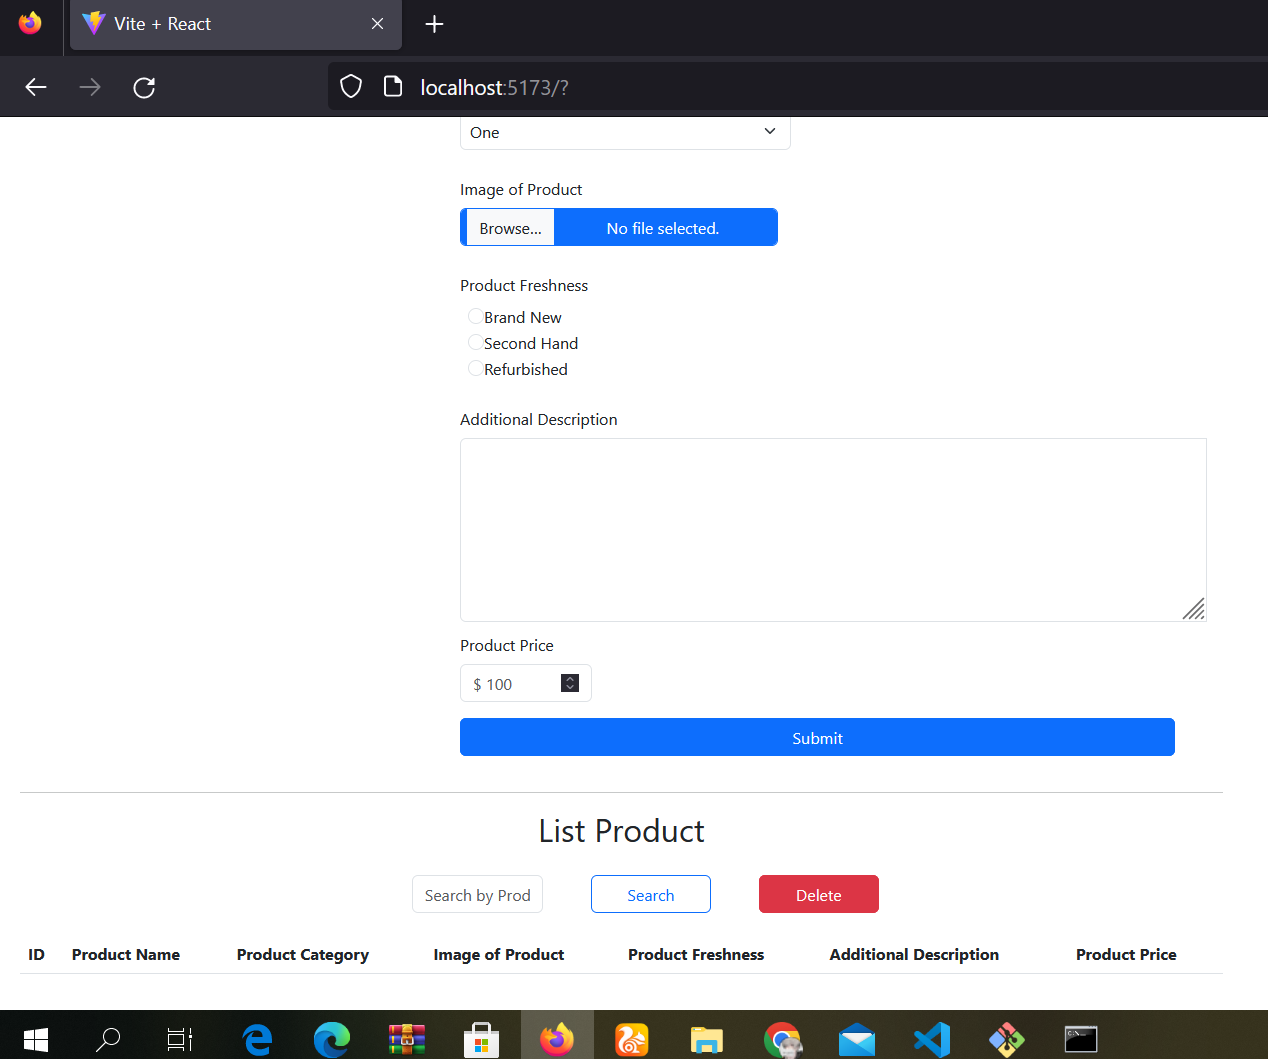 Vite + React
localhost:5173/?
One
Image of Product
Browse... No file selected.
Product Freshness
Brand New
Second Hand
Refurbished
Additional Description
Product Price
$ 100
Submit
List Product
Search by Prod Search Delete
ID Product Name Product Category Image of Product Product Freshness Additional Description Product Price